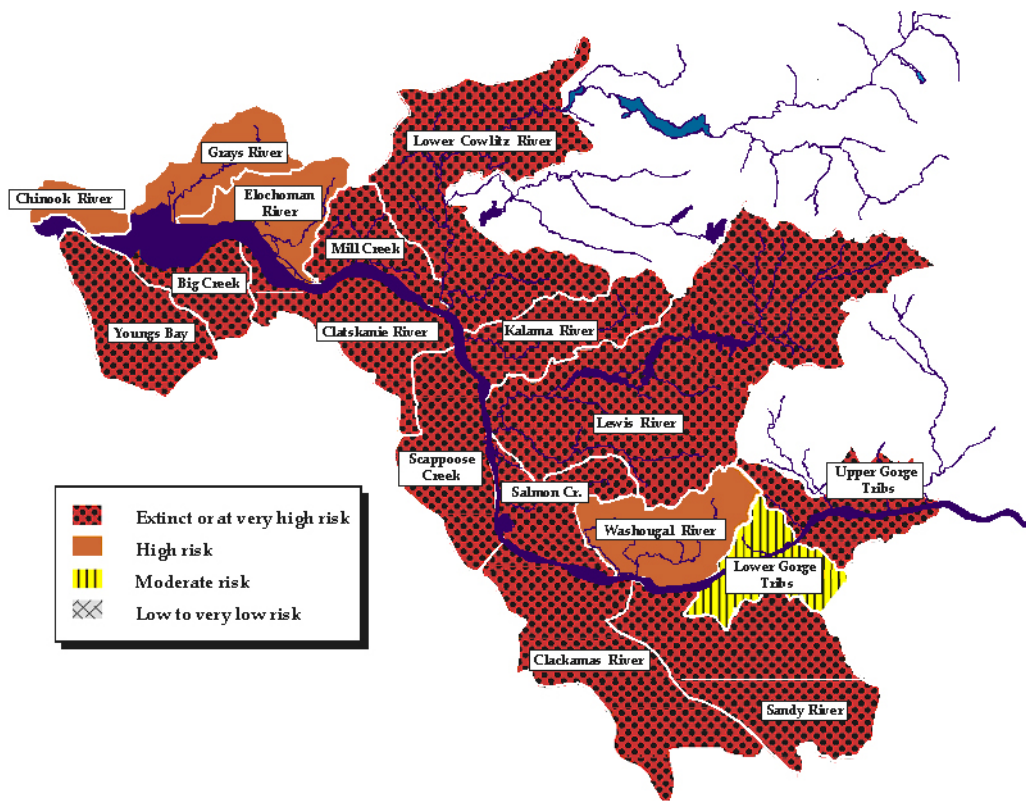 Lower Cowlitz River
Grays River
Elochoman
River
Chinook River
Mill Creek
Big Creek
Youngs Bay
Clatskanie River
Kalama River
Lewis River
Scappoose
Creek
Salmon Cr.
Upper Gorge
Tribs
Washougal River
Lower Gorge
Tribs
Clackamas River
Sandy River
Extinct or at very high risk
High risk
Moderate risk
Low to very low risk